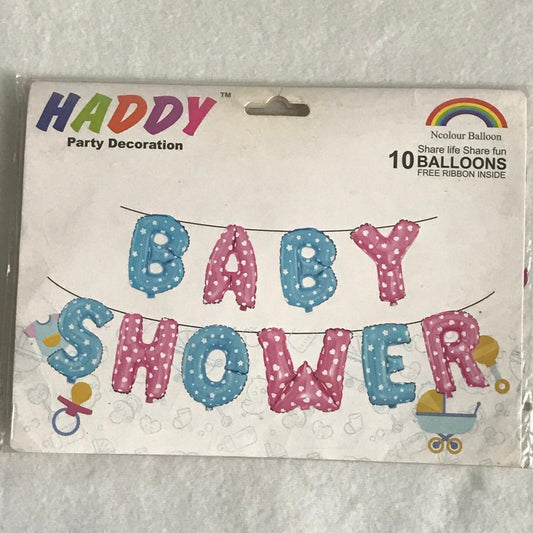 HADDY™
Party Decoration
Ncolour Balloon
Share life Share fun
10 BALLOONS
FREE RIBBON INSIDE
BABY
SHOWER